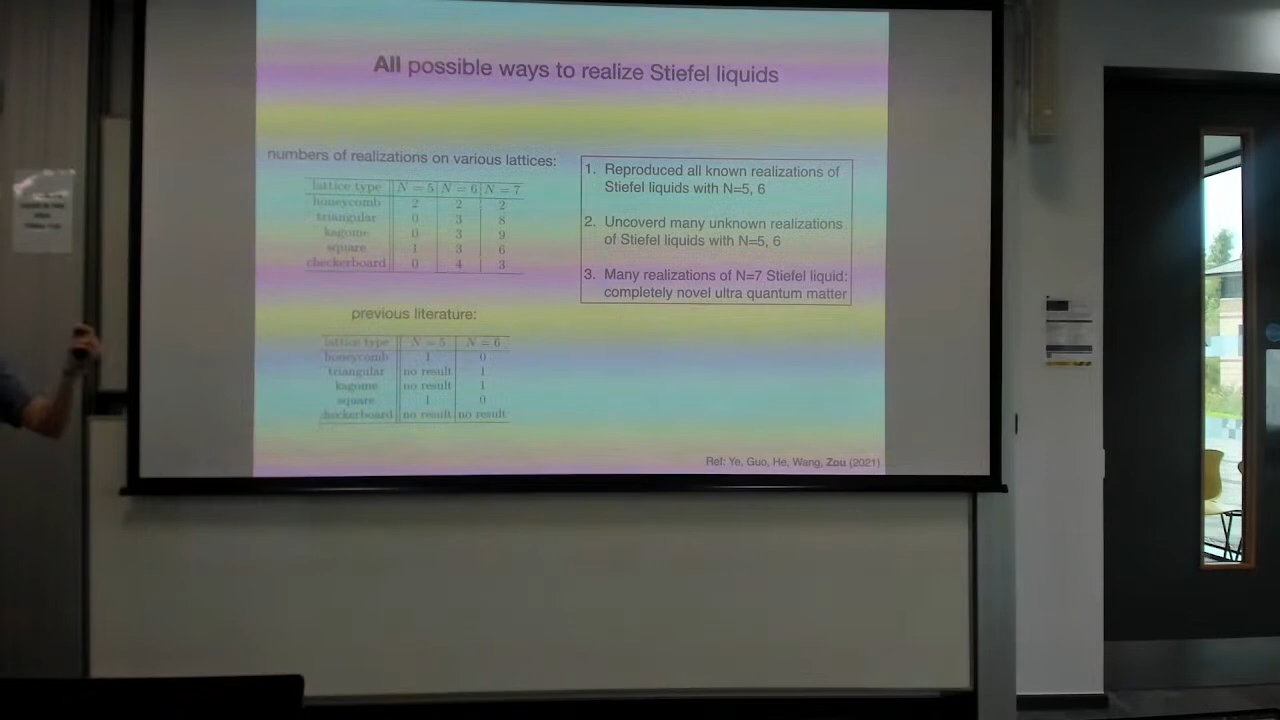 All possible ways to realize Stiefel liquids
numbers of realizations on various lattices:
lattice type N = 5 N = 6 N = 7
honeycomb 2 2 2
triangular 0 3 8
kagome 0 3 9
square 1 3 6
checkerboard 0 4 3
previous literature:
lattice type N = 5 N = 6
honeycomb 1 0
triangular no result 1
kagome no result 1
square 1 0
checkerboard no result no result
1. Reproduced all known realizations of
Stiefel liquids with N=5, 6
2. Uncoverd many unknown realizations
of Stiefel liquids with N=5, 6
3. Many realizations of N=7 Stiefel liquid:
completely novel ultra quantum matter
Ref: Ye, Guo, He, Wang, Zou (2021)